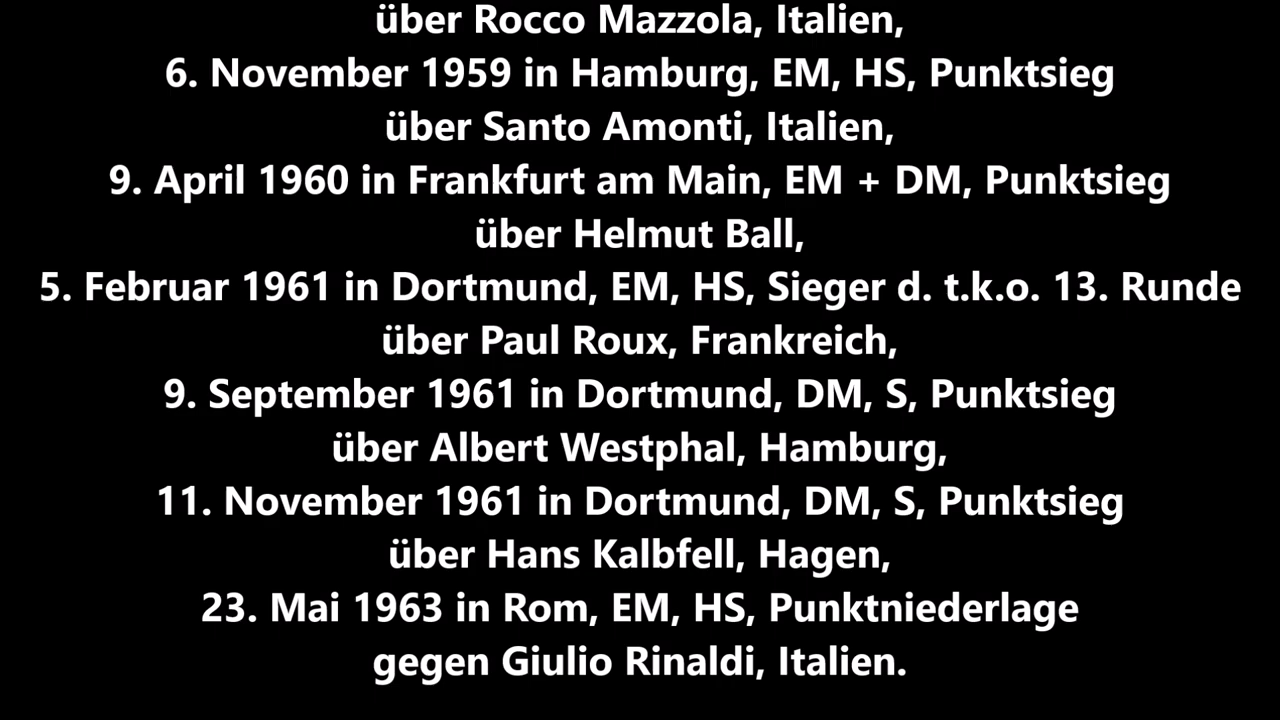 über Rocco Mazzola, Italien,
6. November 1959 in Hamburg, EM, HS, Punktsieg
über Santo Amonti, Italien,
9. April 1960 in Frankfurt am Main, EM + DM, Punktsieg
über Helmut Ball,
5. Februar 1961 in Dortmund, EM, HS, Sieger d. t.k.o. 13. Runde
über Paul Roux, Frankreich,
9. September 1961 in Dortmund, DM, S, Punktsieg
über Albert Westphal, Hamburg,
11. November 1961 in Dortmund, DM, S, Punktsieg
über Hans Kalbfell, Hagen,
23. Mai 1963 in Rom, EM, HS, Punktniederlage
gegen Giulio Rinaldi, Italien.